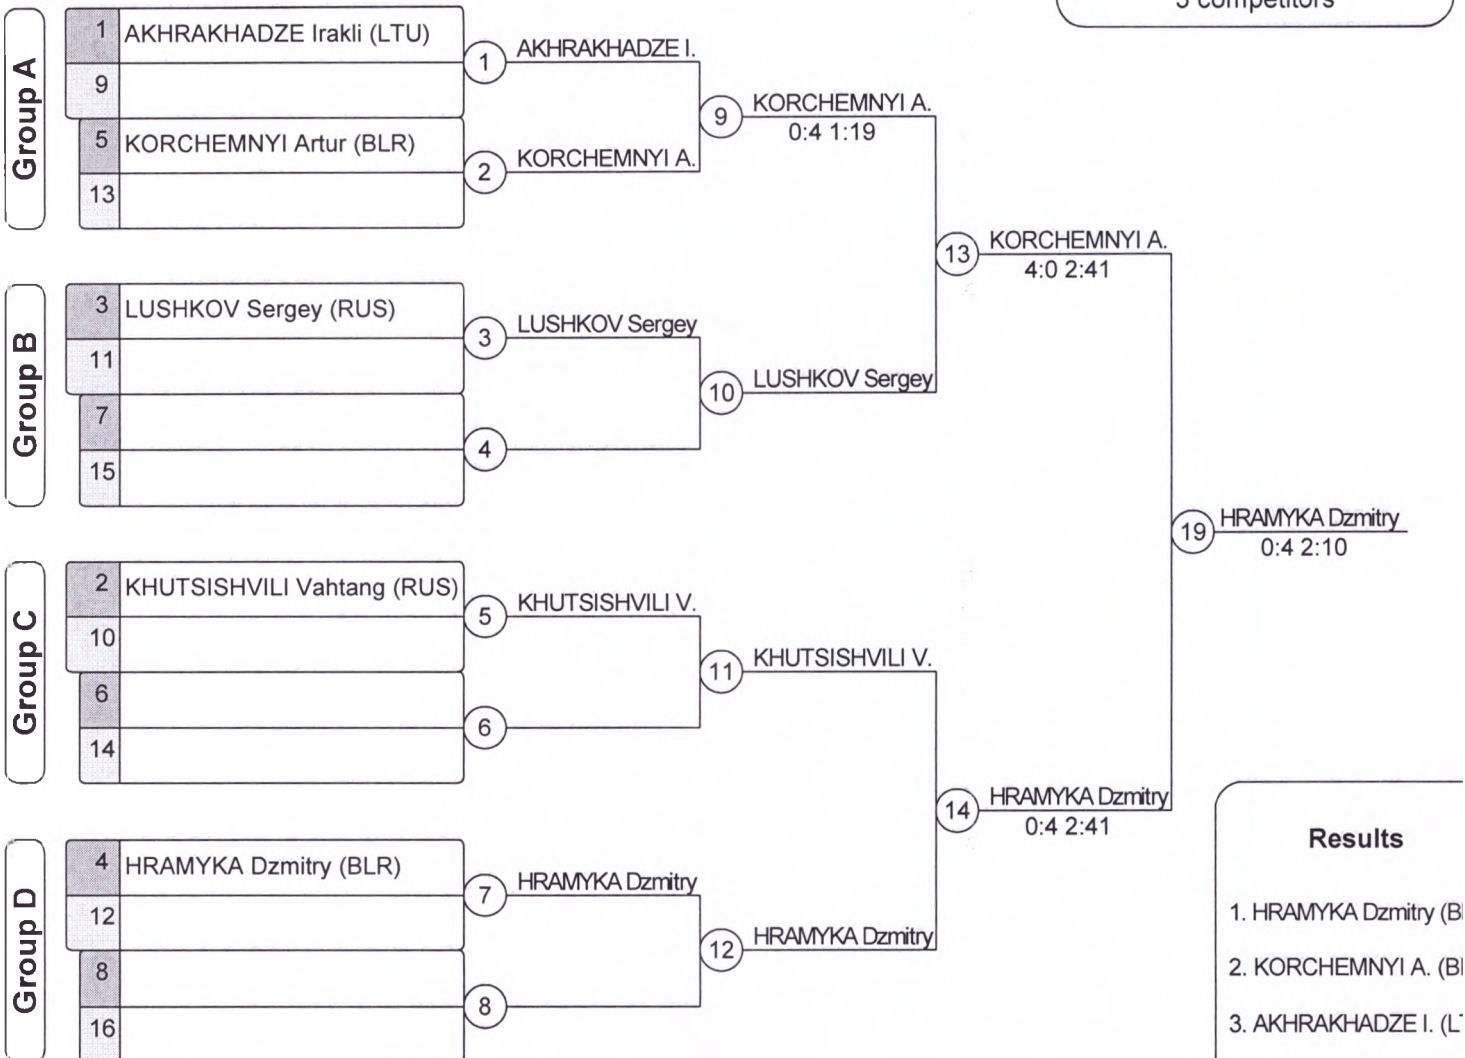 5 competitors
Group A
1 AKHRAKHADZE Irakli (LTU)
9
5 KORCHEMNYI Artur (BLR)
13
1 AKHRAKHADZE I.
2 KORCHEMNYI A.
9 KORCHEMNYI A.
0:4 1:19
Group B
3 LUSHKOV Sergey (RUS)
11
7
15
3 LUSHKOV Sergey
4
10 LUSHKOV Sergey
13 KORCHEMNYI A.
4:0 2:41
Group C
2 KHUTSISHVILI Vahtang (RUS)
10
6
14
5 KHUTSISHVILI V.
6
11 KHUTSISHVILI V.
Group D
4 HRAMYKA Dzmitry (BLR)
12
8
16
7 HRAMYKA Dzmitry
8
12 HRAMYKA Dzmitry
14 HRAMYKA Dzmitry
0:4 2:41
19 HRAMYKA Dzmitry
0:4 2:10
Results
1. HRAMYKA Dzmitry (B
2. KORCHEMNYI A. (B
3. AKHRAKHADZE I. (L